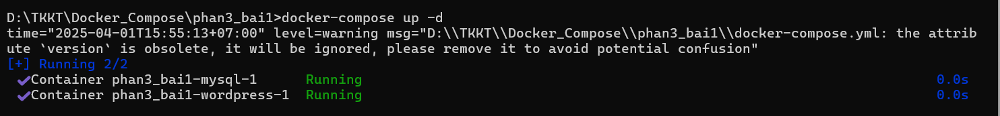 D:\TKKT\Docker_Compose\phan3_bai1>docker-compose up -d
time="2025-04-01T15:55:13+07:00" level=warning msg="D:\\TKKT\\Docker_Compose\\phan3_bai1\\docker-compose.yml: the attrib
ute `version` is obsolete, it will be ignored, please remove it to avoid potential confusion"
[+] Running 2/2
✔Container phan3_bai1-mysql-1 Running 0.0s
✔Container phan3_bai1-wordpress-1 Running 0.0s